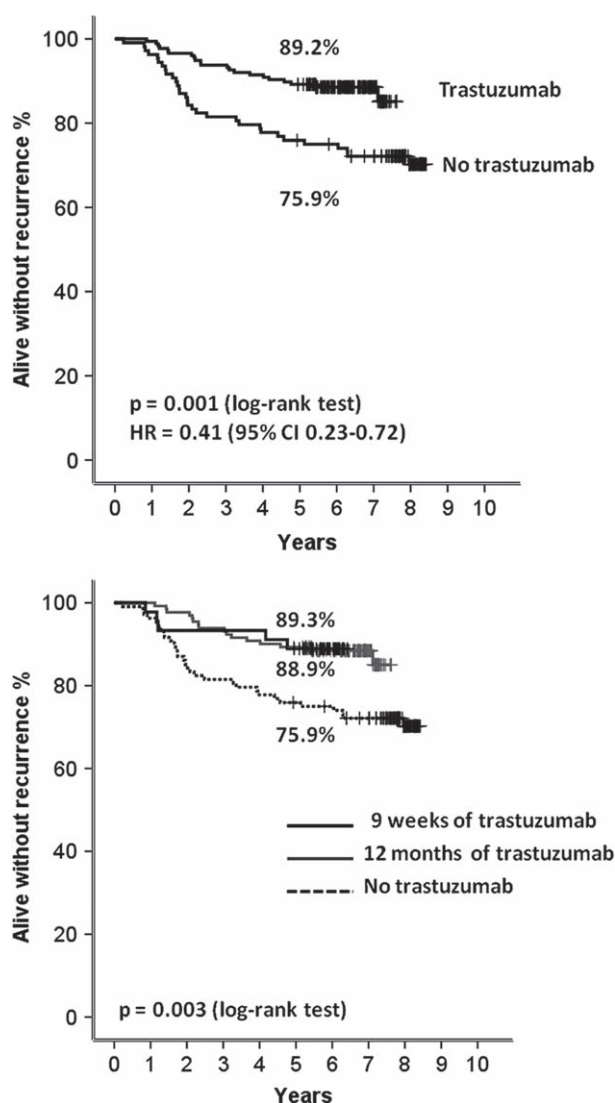 Alive without recurrence %
100
80
60
40
20
0
89.2%
Trastuzumab
No trastuzumab
75.9%
p = 0.001 (log-rank test)
HR = 0.41 (95% CI 0.23-0.72)
0 1 2 3 4 5 6 7 8 9 10
Years
Alive without recurrence %
100
80
60
40
20
0
89.3%
88.9%
75.9%
9 weeks of trastuzumab
12 months of trastuzumab
No trastuzumab
p = 0.003 (log-rank test)
0 1 2 3 4 5 6 7 8 9 10
Years